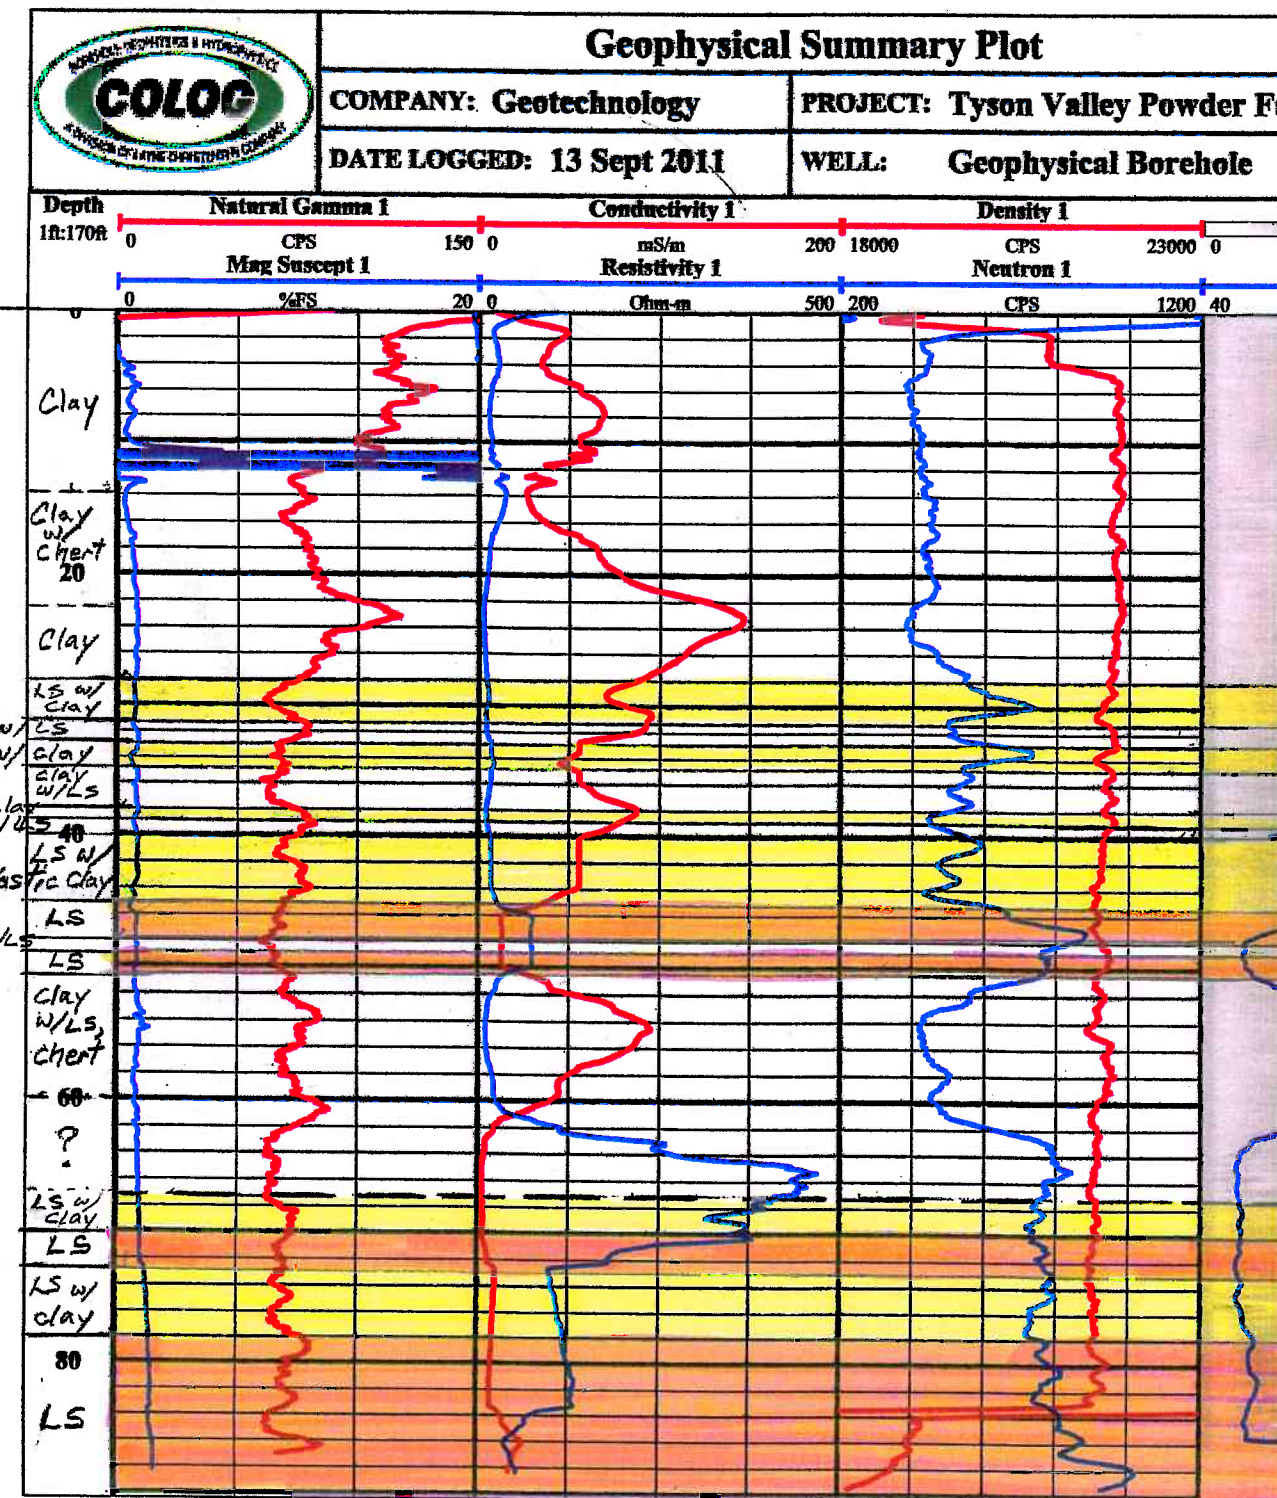 Geophysical Summary Plot
COLOG
COMPANY: Geotechnology
PROJECT: Tyson Valley Powder
DATE LOGGED: 13 Sept 2011
WELL: Geophysical Borehole
Depth
1ft:170ft
Natural Gamma 1
0 CPS 150
Mag Suscept 1
0 %FS 20
Conductivity 1
0 mS/m 200
Resistivity 1
0 Ohm-m 500
Density 1
18000 CPS 23000
Neutron 1
200 CPS 1200
0
40
0
Clay
Clay
w/
Chert
20
Clay
LS w/
Clay
w/ LS
w/ clay
clay
w/LS
40
LS w/
Clay
LS
w/LS
LS
Clay
w/LS,
Chert
60
?
LS w/
clay
LS
LS w/
clay
80
LS